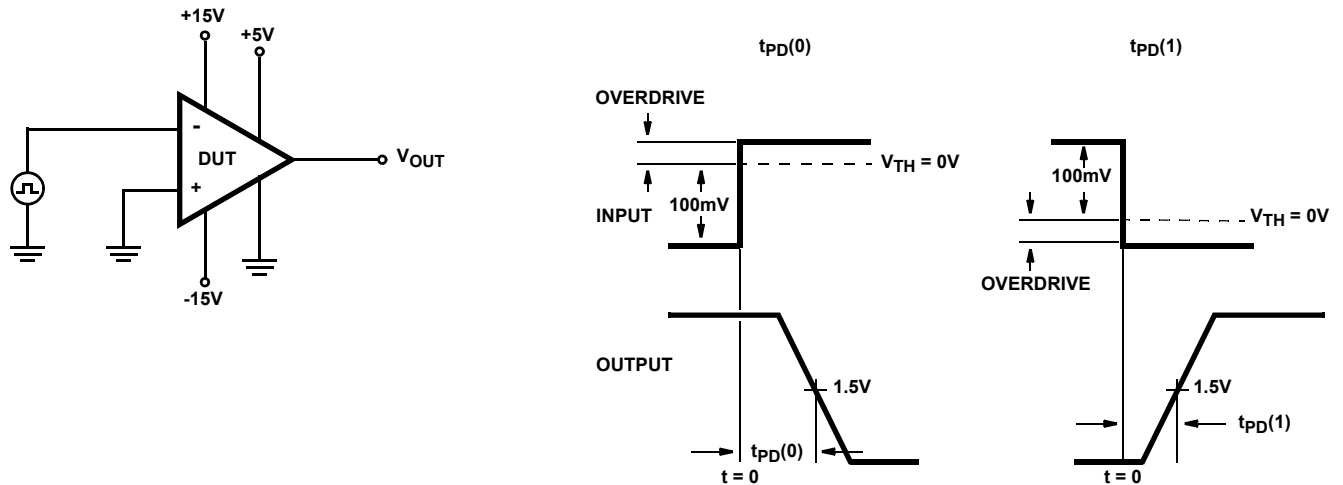 +15V
+5V
-
DUT
+
VOUT
-15V
tPD(0)
OVERDRIVE
VTH = 0V
100mV
INPUT
OUTPUT
1.5V
tPD(0)
t = 0
tPD(1)
100mV
VTH = 0V
OVERDRIVE
1.5V
tPD(1)
t = 0